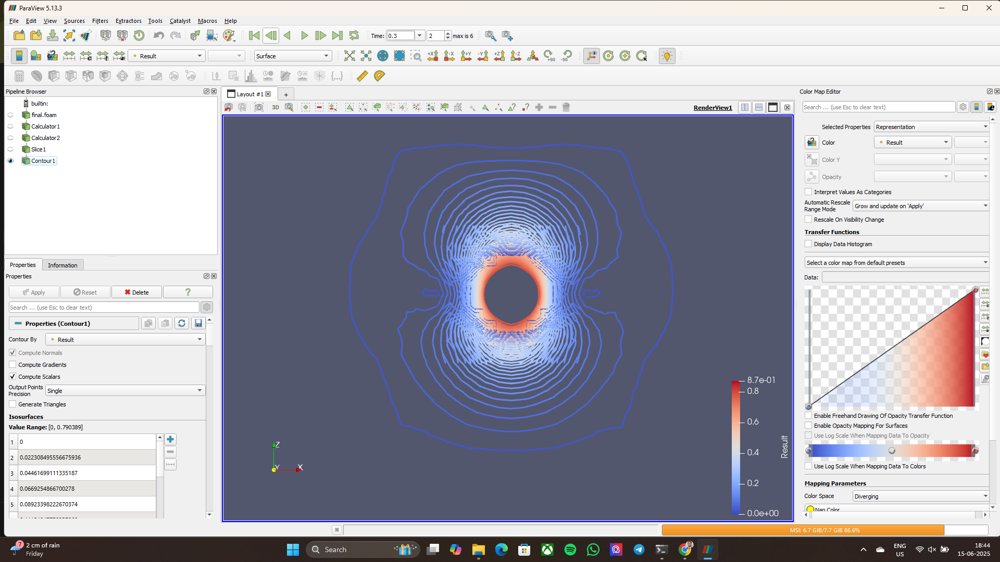 ParaView 5.13.3
File Edit View Sources Filters Extractors Tools Catalyst Macros Help
Time: 0.3 2 max is 6
Result Surface +X -X +Y -Y +Z -Z +90 -90
Pipeline Browser
builtin:
final.foam
Calculator1
Calculator2
Slice1
Contour1
Properties Information
Properties
Apply Reset Delete ?
Search ... (use Esc to clear text)
Properties (Contour1)
Contour By Result
Compute Normals
Compute Gradients
Compute Scalars
Output Points Precision Single
Generate Triangles
Isosurfaces
Value Range: [0, 0.790389]
1 0
2 0.022308495556675936
3 0.04461699111335187
4 0.0669254866700278
5 0.08923398222670374
Layout #1 +
3D RenderView1
8.7e-01
0.8
0.6
0.4
0.2
0.0e+00
Result
Z
Y X
Color Map Editor
Search ... (use Esc to clear text)
Selected Properties Representation
Color Result
Color Y
Opacity
Interpret Values As Categories
Automatic Rescale Range Mode Grow and update on 'Apply'
Rescale On Visibility Change
Transfer Functions
Display Data Histogram
Select a color map from default presets
Data:
Enable Freehand Drawing Of Opacity Transfer Function
Enable Opacity Mapping For Surfaces
Use Log Scale When Mapping Data To Opacity
Use Log Scale When Mapping Data To Colors
Mapping Parameters
Color Space Diverging
Nan Color
MSI: 6.7 GiB/7.7 GiB 86.6%
7
2 cm of rain
Friday
Search
ENG
US
18:44
15-06-2025